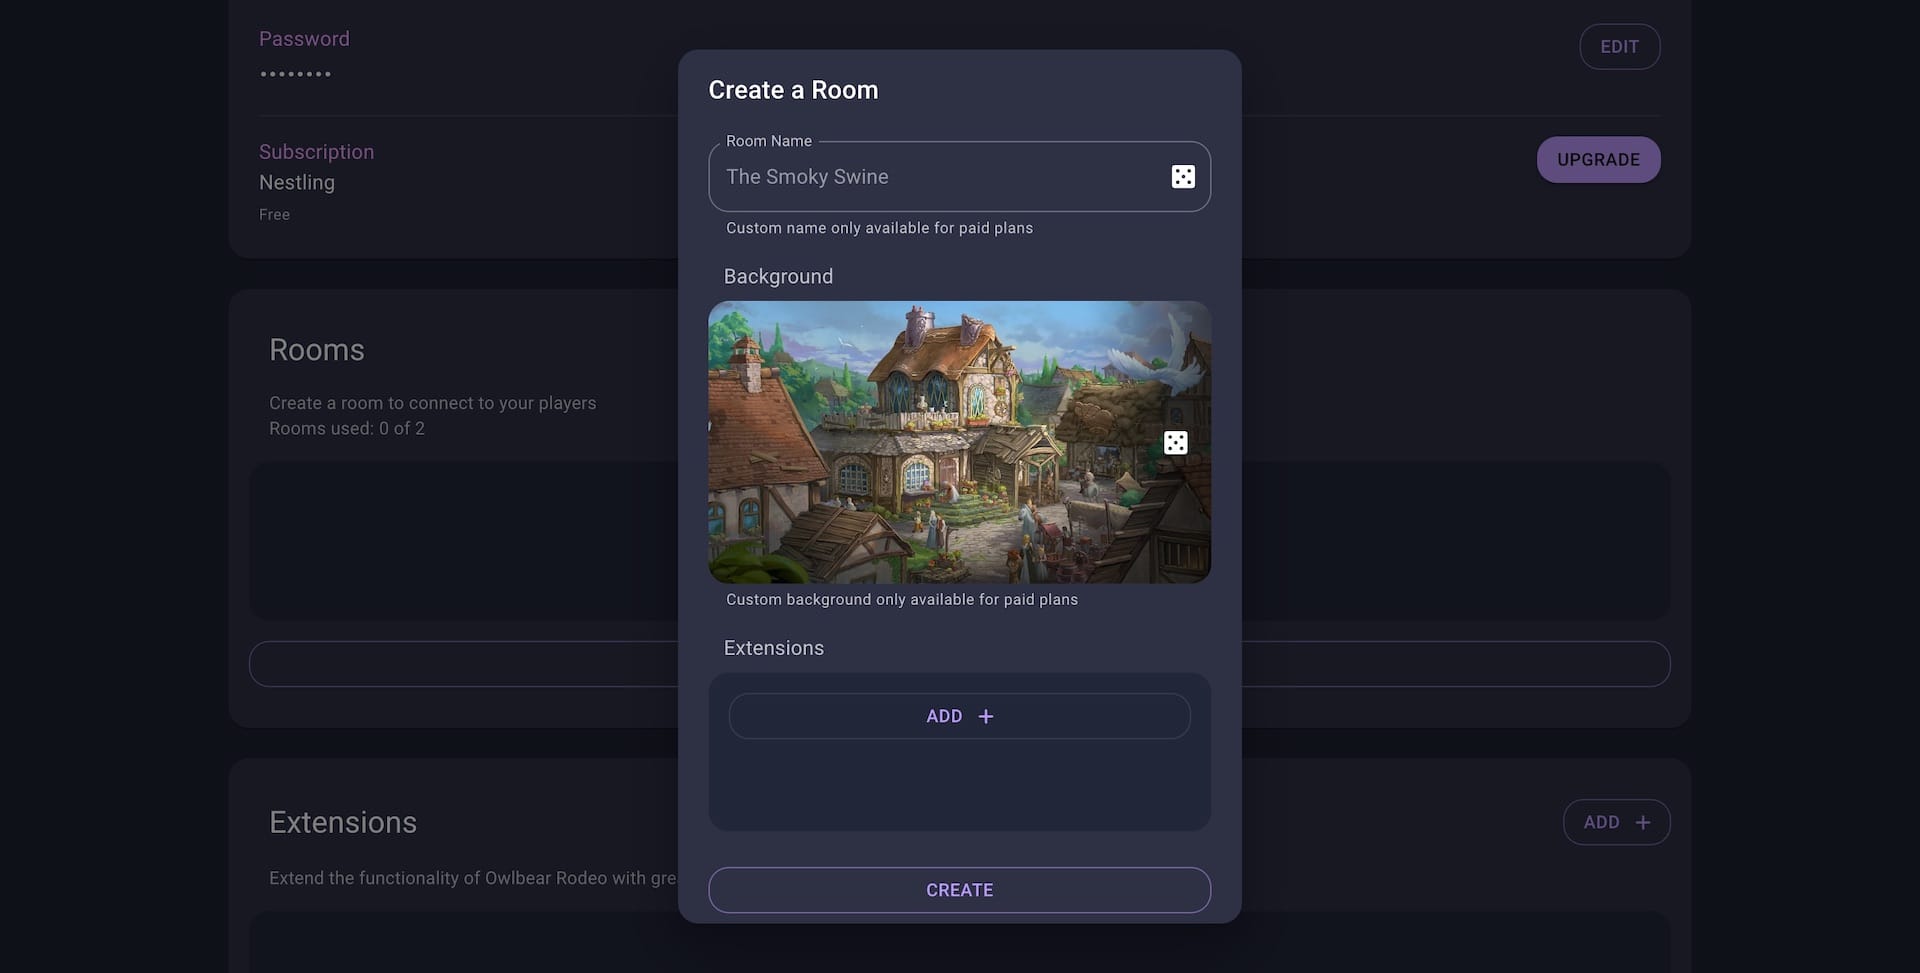 Password
••••••••
EDIT
Subscription
Nestling
Free
UPGRADE
Rooms
Create a room to connect to your players
Rooms used: 0 of 2
Extensions
ADD +
Extend the functionality of Owlbear Rodeo with gre
Create a Room
Room Name
The Smoky Swine
Custom name only available for paid plans
Background
Custom background only available for paid plans
Extensions
ADD +
CREATE